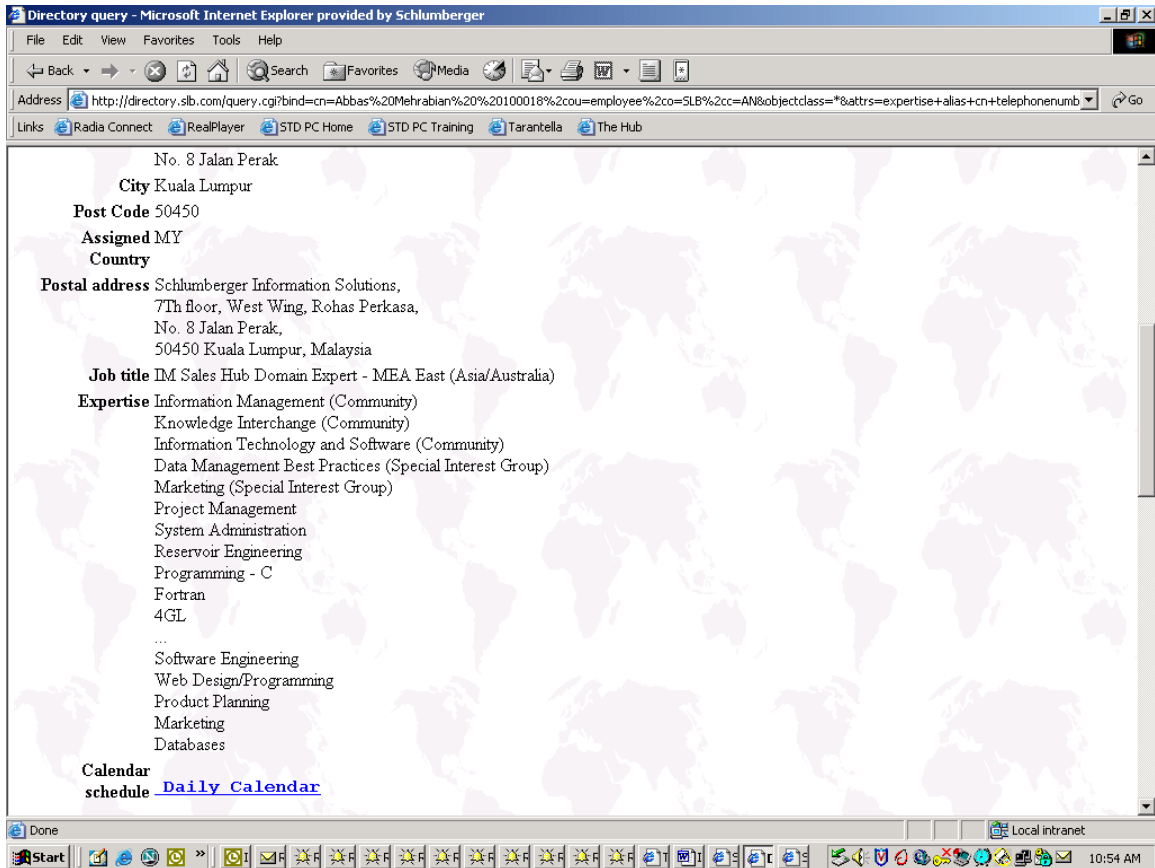 Directory query - Microsoft Internet Explorer provided by Schlumberger
File Edit View Favorites Tools Help
Back Search Favorites Media
Address http://directory.slb.com/query.cgi?bind=cn=Abbas%20Mehrabian%20%20100018%2cou=employee%2co=SLB%2cc=AN&objectclass=*&attrs=expertise+alias+cn+telephonenumb Go
Links Radia Connect RealPlayer STD PC Home STD PC Training Tarantella The Hub
No. 8 Jalan Perak
City Kuala Lumpur
Post Code 50450
Assigned MY
Country
Postal address Schlumberger Information Solutions,
7Th floor, West Wing, Rohas Perkasa,
No. 8 Jalan Perak,
50450 Kuala Lumpur, Malaysia
Job title IM Sales Hub Domain Expert - MEA East (Asia/Australia)
Expertise Information Management (Community)
Knowledge Interchange (Community)
Information Technology and Software (Community)
Data Management Best Practices (Special Interest Group)
Marketing (Special Interest Group)
Project Management
System Administration
Reservoir Engineering
Programming - C
Fortran
4GL
...
Software Engineering
Web Design/Programming
Product Planning
Marketing
Databases
Calendar
schedule Daily Calendar
Done Local intranet
Start 10:54 AM